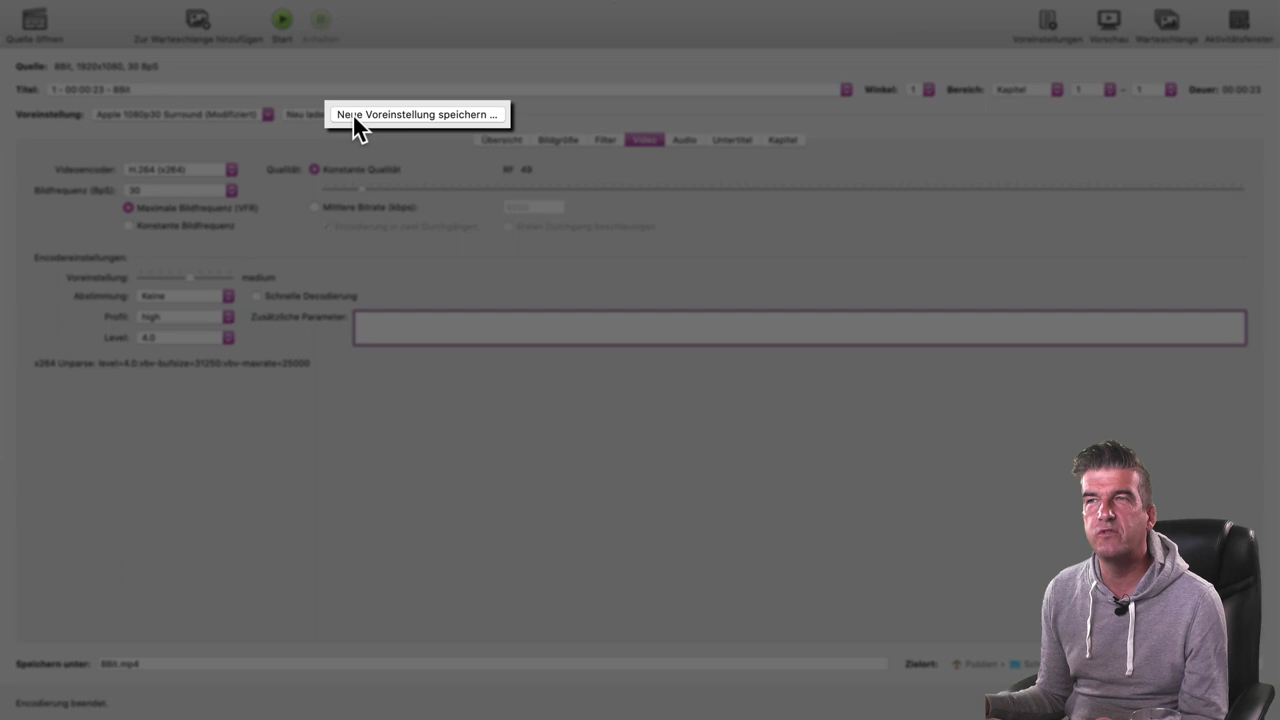 Quelle öffnen
Zur Warteschlange hinzufügen
Start
Anhalten
Voreinstellungen
Vorschau
Warteschlange
Aktivitätsfenster
Quelle: 8Bit, 1920x1080, 30 BpS
Titel: 1 - 00:00:23 - 8Bit
Winkel: 1
Bereich: Kapitel 1 - 1
Dauer: 00:00:23
Voreinstellung: Apple 1080p30 Surround (Modifiziert)
Neu
Neue Voreinstellung speichern ...
Übersicht
Bildgröße
Filter
Video
Audio
Untertitel
Kapitel
Videoencoder: H.264 (x264)
Qualität: Konstante Qualität
RF 49
Bildfrequenz (BpS): 30
Maximale Bildfrequenz (VFR)
Mittlere Bitrate (kbps):
Konstante Bildfrequenz
Encodierung in zwei Durchgängen
Ersten Durchgang beschleunigen
Encodereinstellungen:
Voreinstellung: medium
Abstimmung: Keine
Schnelle Decodierung
Profil: high
Zusätzliche Parameter:
Level: 4.0
x264 Unparse: level=4.0:vbv-bufsize=31250:vbv-maxrate=25000
Speichern unter: 8Bit.mp4
Zielort:
Encodierung beendet.